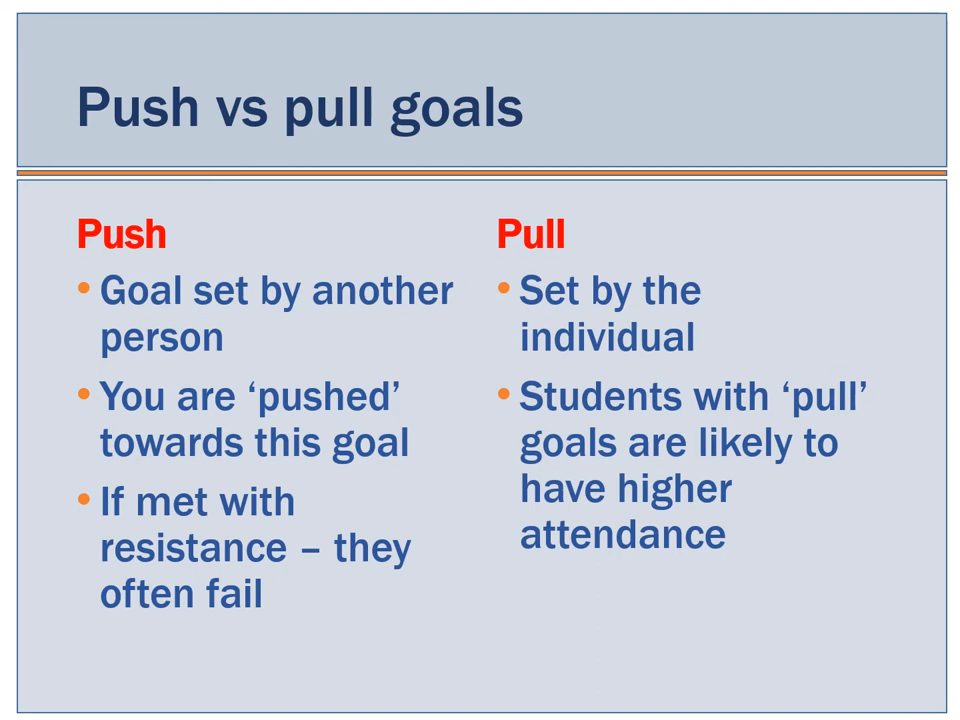 Push vs pull goals
Push
• Goal set by another
person
• You are ‘pushed’
towards this goal
• If met with
resistance – they
often fail
Pull
• Set by the
individual
• Students with ‘pull’
goals are likely to
have higher
attendance